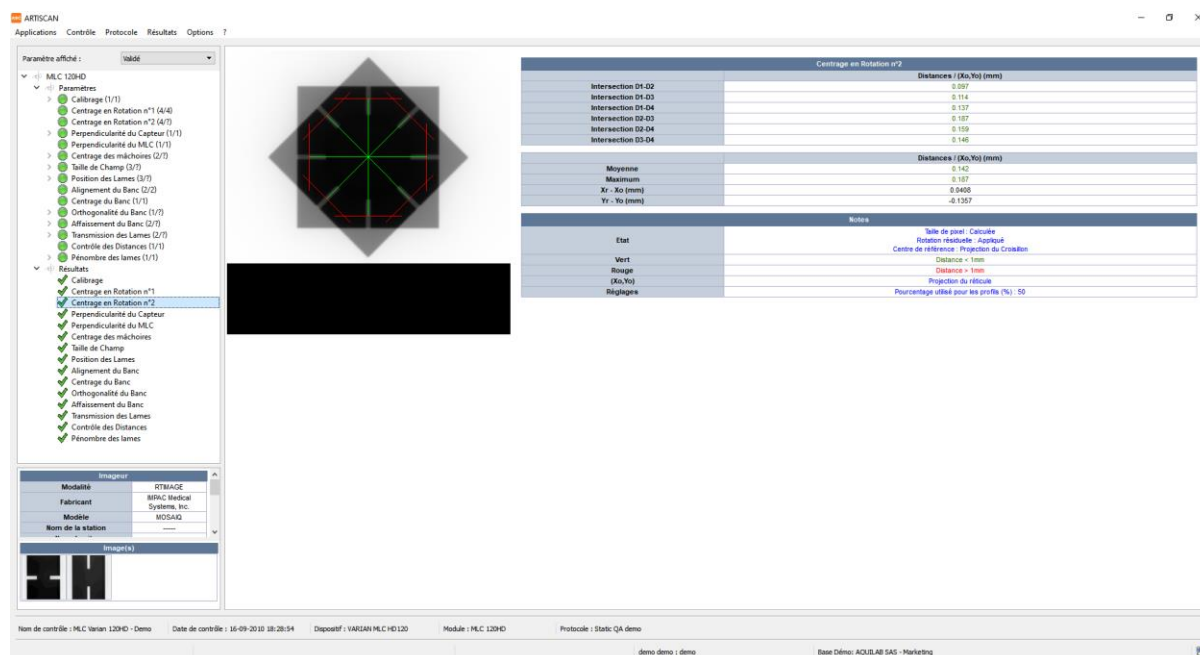 ARTISCAN
Applications Contrôle Protocole Résultats Options ?
Paramètre affiché : Validé
MLC 120HD
Paramètres
Calibrage (1/1)
Centrage en Rotation n°1 (4/4)
Centrage en Rotation n°2 (4/?)
Perpendicularité du Capteur (1/1)
Perpendicularité du MLC (1/1)
Centrage des mâchoires (2/?)
Taille de Champ (3/?)
Position des Lames (3/?)
Alignement du Banc (2/2)
Centrage du Banc (1/1)
Orthogonalité du Banc (1/?)
Affaissement du Banc (2/?)
Transmission des Lames (2/?)
Contrôle des Distances (1/1)
Pénombre des lames (1/1)
Résultats
Calibrage
Centrage en Rotation n°1
Centrage en Rotation n°2
Perpendicularité du Capteur
Perpendicularité du MLC
Centrage des mâchoires
Taille de Champ
Position des Lames
Alignement du Banc
Centrage du Banc
Orthogonalité du Banc
Affaissement du Banc
Transmission des Lames
Contrôle des Distances
Pénombre des lames
Imageur
Modalité RTIMAGE
Fabricant IMPAC Medical Systems, Inc.
Modèle MOSAIQ
Nom de la station -----
Image(s)
Centrage en Rotation n°2
Distances / (Xo,Yo) (mm)
Intersection D1-D2 0.097
Intersection D1-D3 0.114
Intersection D1-D4 0.137
Intersection D2-D3 0.187
Intersection D2-D4 0.159
Intersection D3-D4 0.146
Distances / (Xo,Yo) (mm)
Moyenne 0.142
Maximum 0.187
Xr - Xo (mm) 0.0408
Yr - Yo (mm) -0.1357
Notes
Etat
Taille de pixel : Calculée
Rotation résiduelle : Appliqué
Centre de référence : Projection du Croisillon
Vert Distance < 1mm
Rouge Distance > 1mm
(Xo,Yo) Projection du réticule
Réglages Pourcentage utilisé pour les profils (%) : 50
Nom de contrôle : MLC Varian 120HD - Demo Date de contrôle : 16-09-2010 18:28:54 Dispositif : VARIAN MLC HD120 Module : MLC 120HD Protocole : Static QA demo
demo demo : demo Base Démo: AQUILAB SAS - Marketing